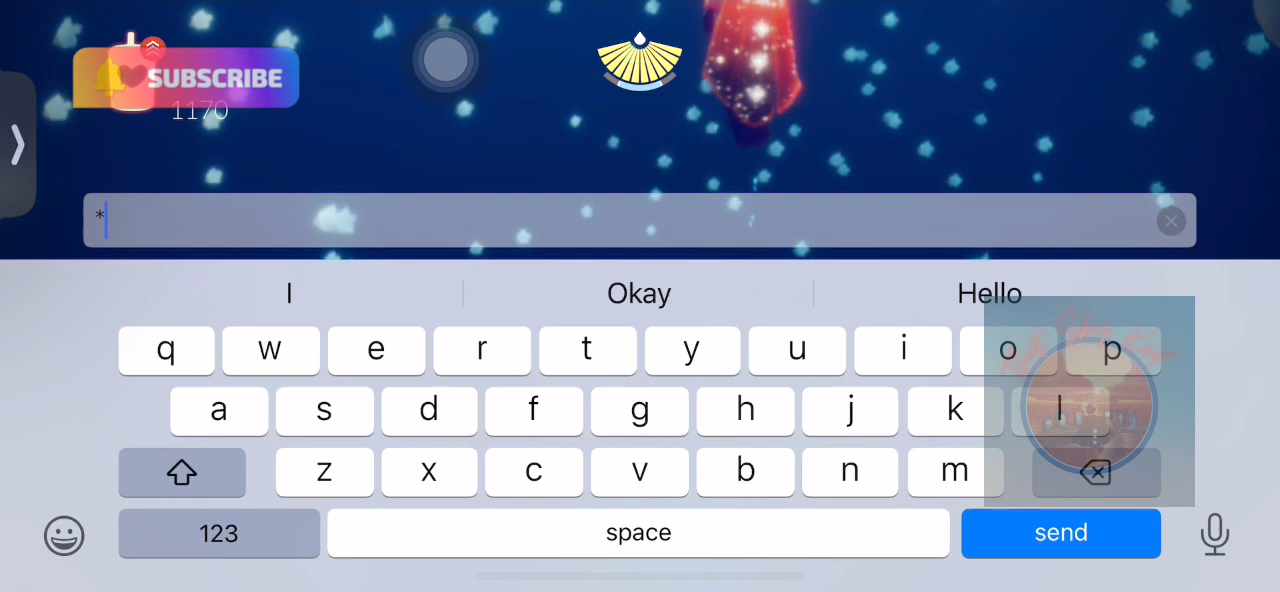 SUBSCRIBE
1170
*
I Okay Hello
q w e r t y u i o p
a s d f g h j k l
z x c v b n m
123 space send